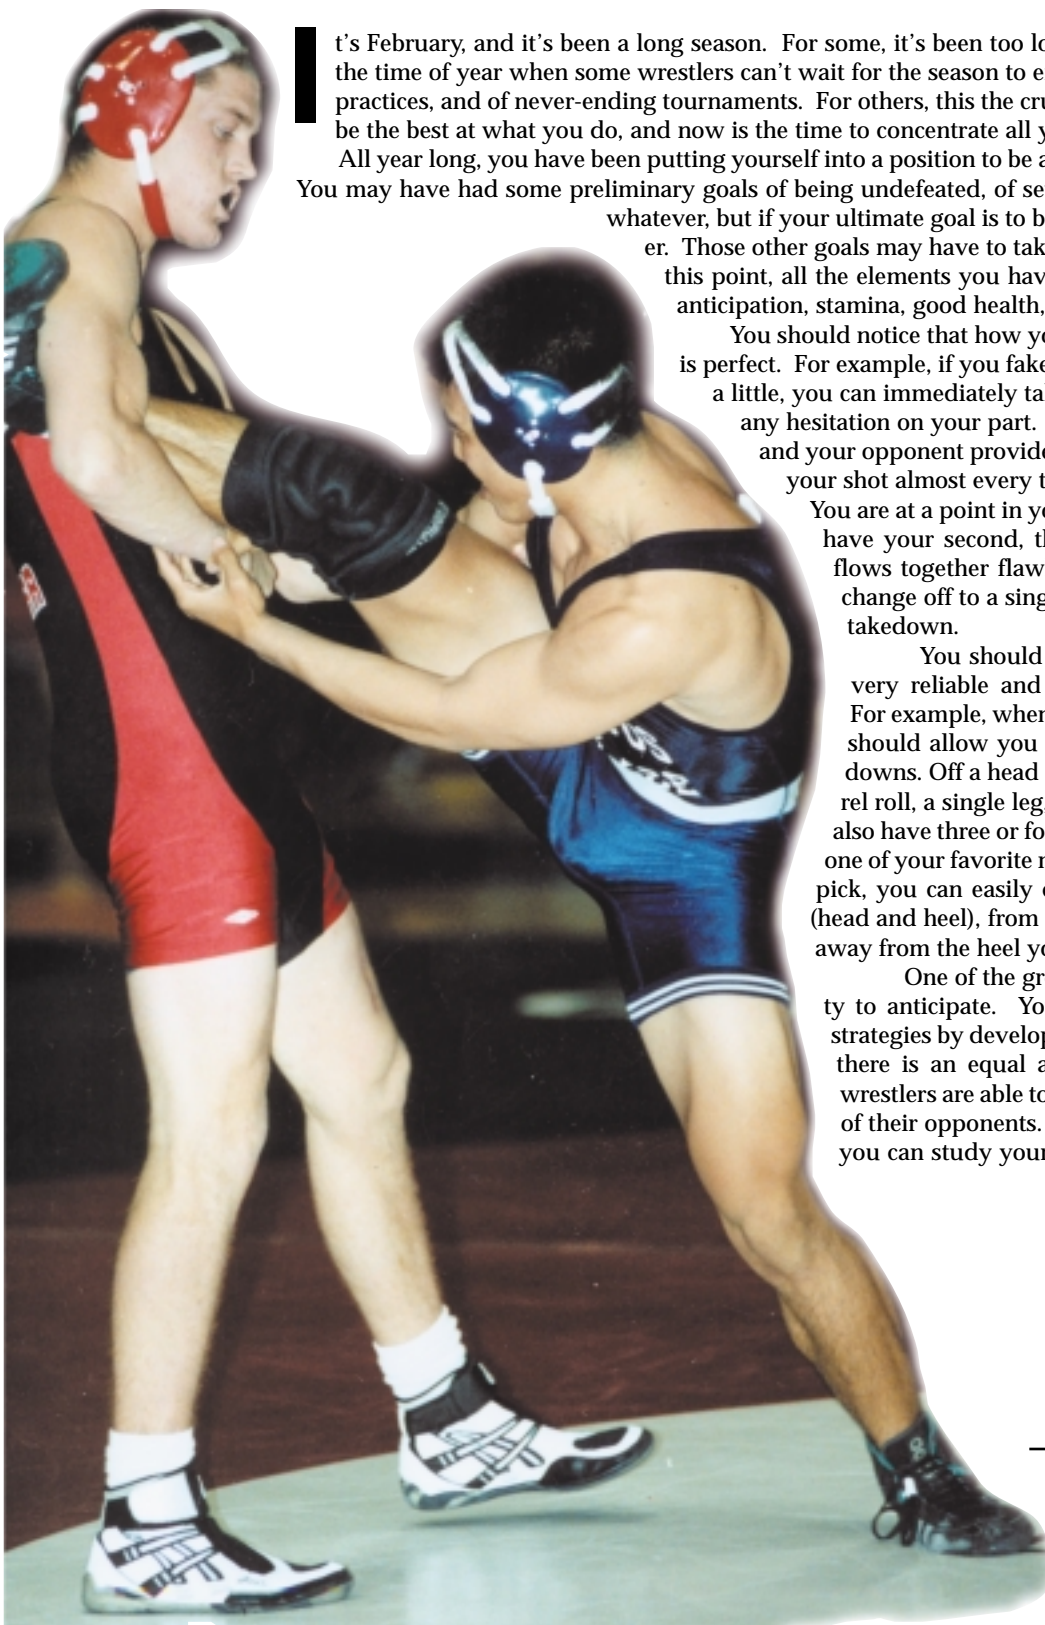 It's February, and it's been a long season. For some, it's been too lo
the time of year when some wrestlers can't wait for the season to e
practices, and of never-ending tournaments. For others, this the cru
be the best at what you do, and now is the time to concentrate all y
All year long, you have been putting yourself into a position to be a
You may have had some preliminary goals of being undefeated, of se
whatever, but if your ultimate goal is to b
er. Those other goals may have to tak
this point, all the elements you hav
anticipation, stamina, good health,
You should notice that how yo
is perfect. For example, if you fake
a little, you can immediately ta
any hesitation on your part.
and your opponent provide
your shot almost every t
You are at a point in yo
have your second, th
flows together flaw
change off to a sing
takedown.
You should
very reliable and
For example, when
should allow you
downs. Off a head
rel roll, a single leg
also have three or fo
one of your favorite m
pick, you can easily c
(head and heel), from
away from the heel yo
One of the gr
ty to anticipate. Yo
strategies by develop
there is an equal a
wrestlers are able to
of their opponents.
you can study your